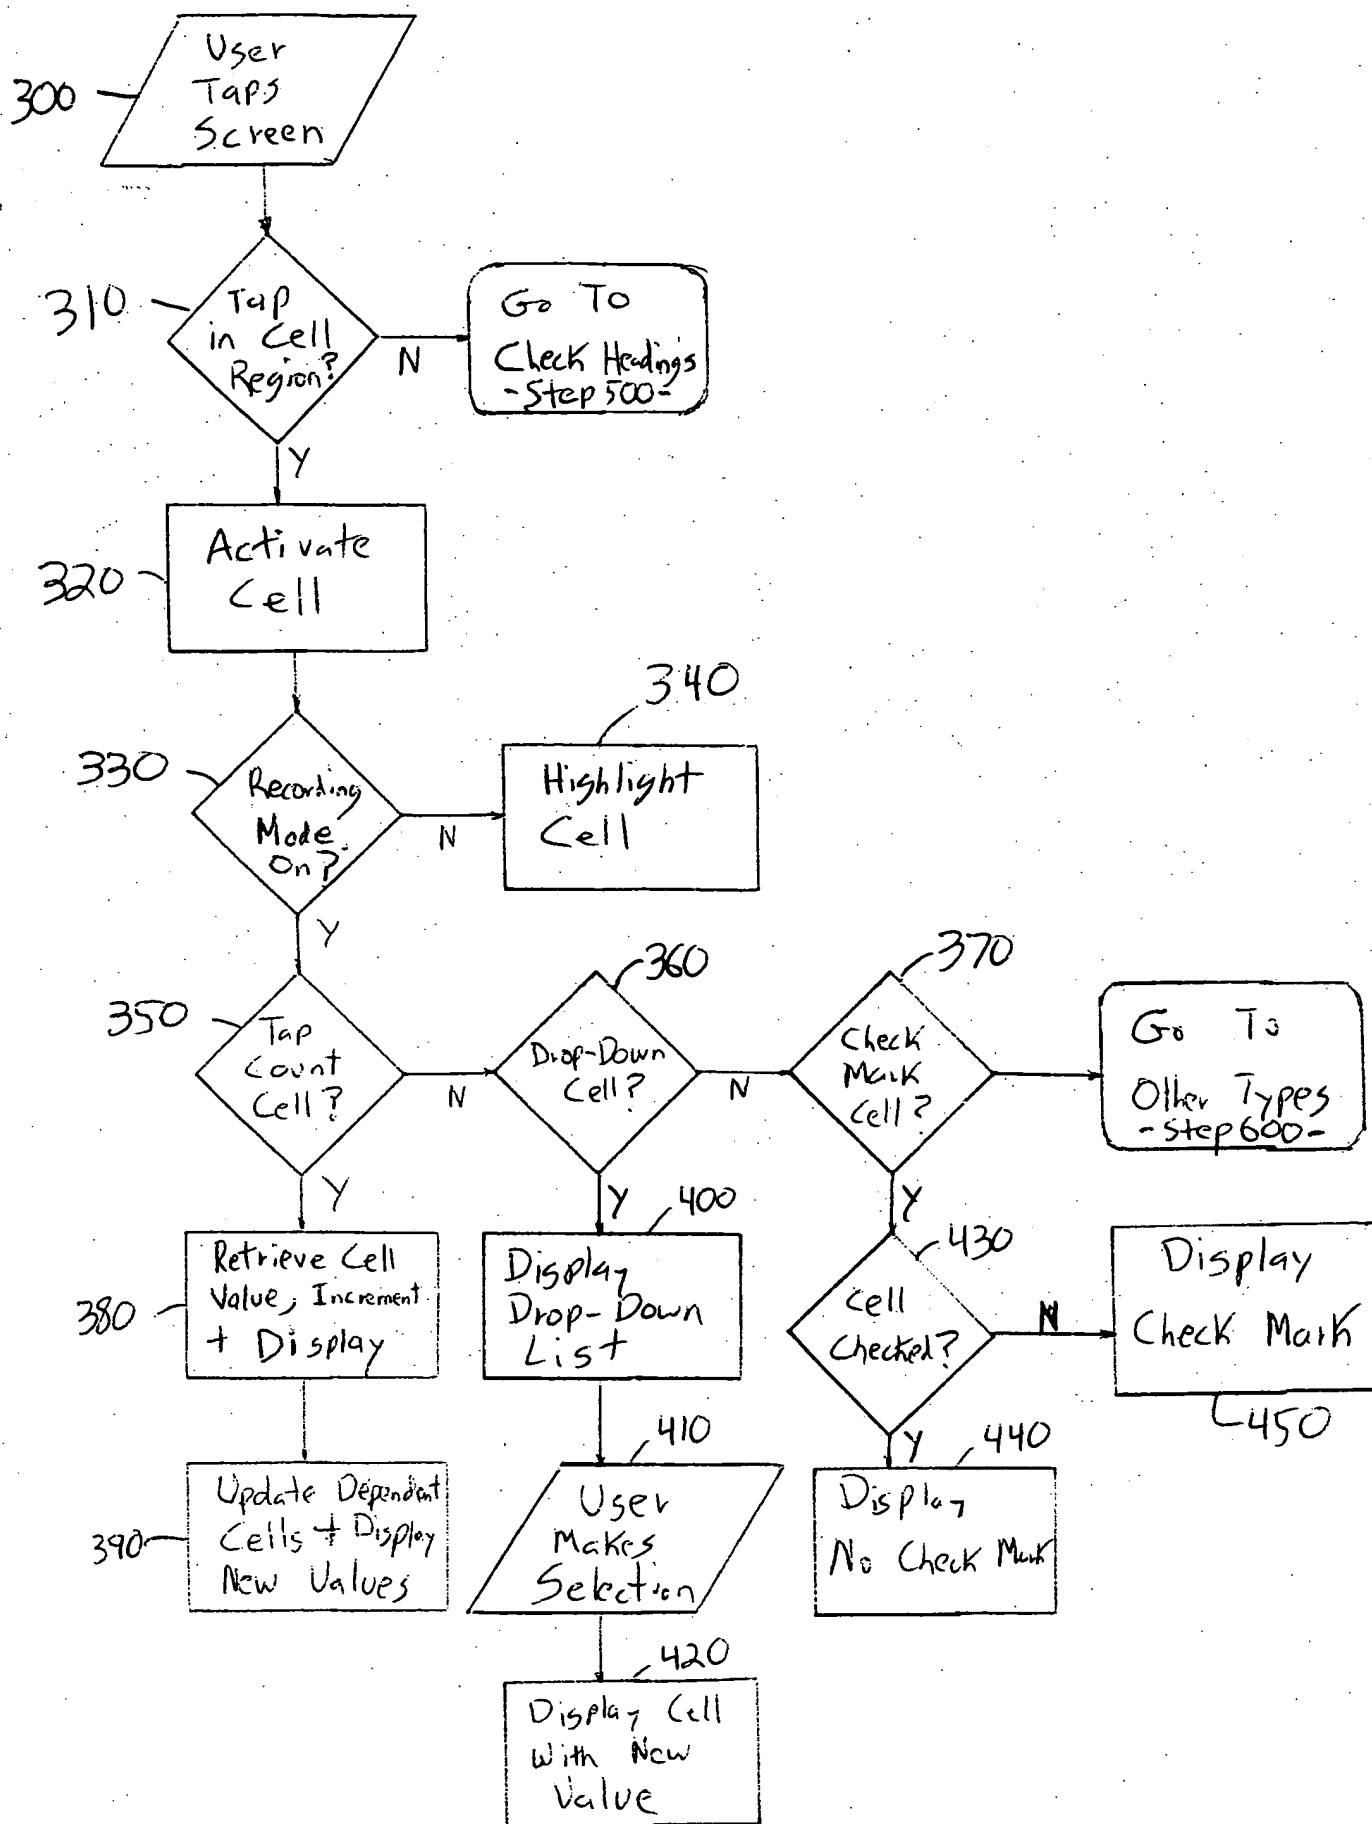 User
Taps
Screen
300
310
Tap
in Cell
Region?
N
Go To
Check Headings
-Step 500-
Y
320
Activate
Cell
330
Recording
Mode
On?
N
340
Highlight
Cell
Y
350
Tap
Count
Cell?
N
360
Drop-Down
Cell?
N
370
Check
Mark
Cell?
Go To
Other Types
-Step 600-
Y
380
Retrieve Cell
Value, Increment
+ Display
Y
400
Display
Drop-Down
List
Y
430
Cell
Checked?
N
Display
Check Mark
450
390
Update Dependent
Cells + Display
New Values
410
User
Makes
Selection
Y
440
Display
No Check Mark
420
Display Cell
With New
Value